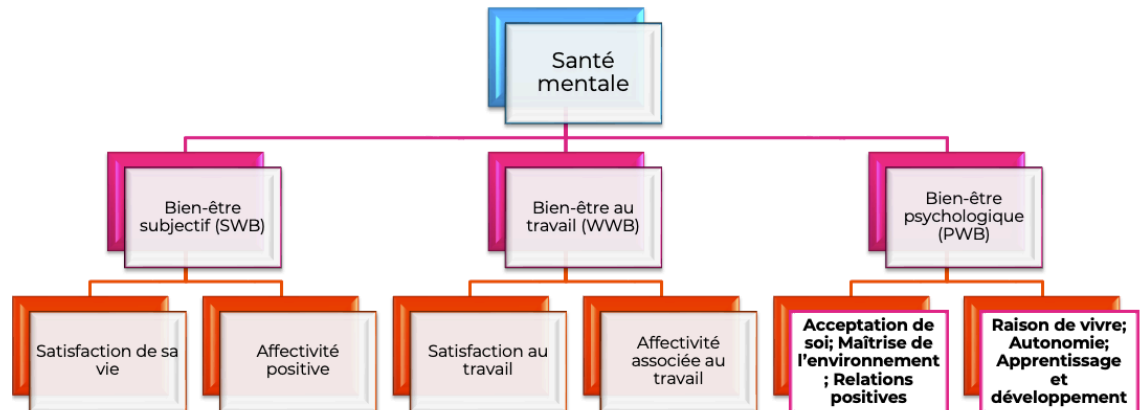 Santé
mentale
Bien-être
subjectif (SWB)
Bien-être au
travail (WWB)
Bien-être
psychologique
(PWB)
Satisfaction de sa
vie
Affectivité
positive
Satisfaction au
travail
Affectivité
associée au
travail
Acceptation de
soi; Maîtrise de
l'environnement
; Relations
positives
Raison de vivre;
Autonomie;
Apprentissage
et
développement